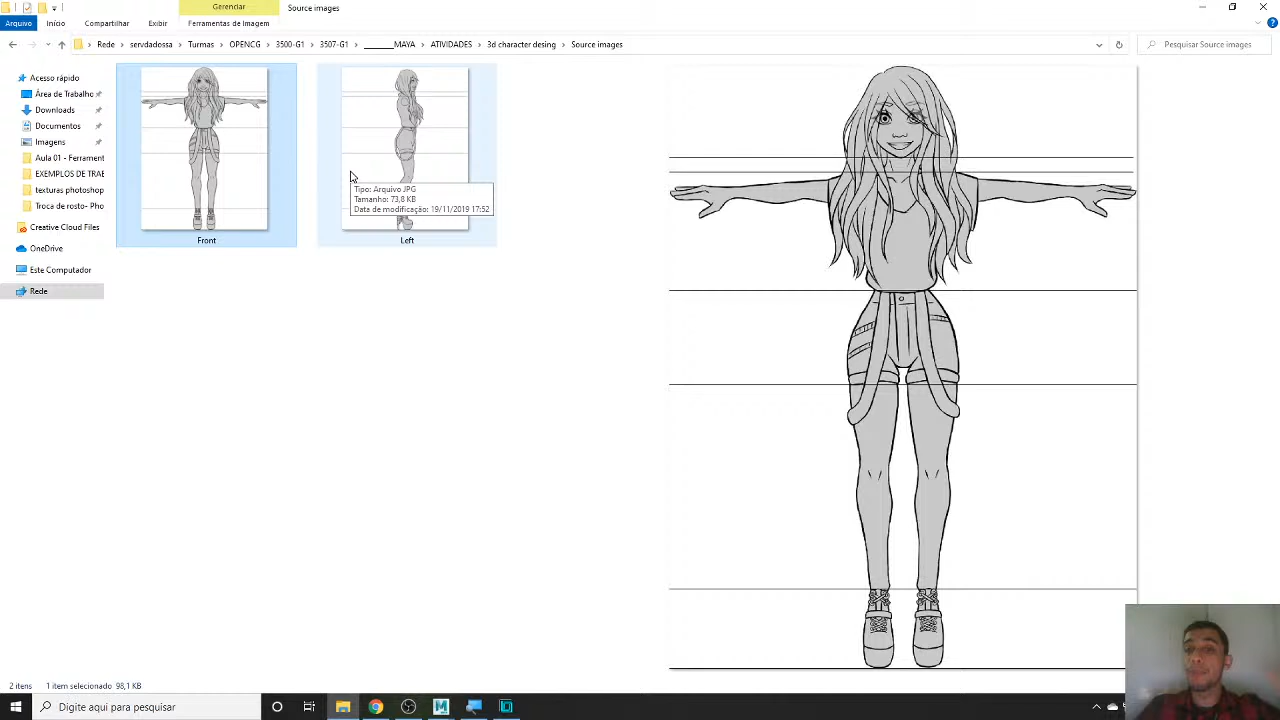 Gerenciar
Source images
Arquivo
Início
Compartilhar
Exibir
Ferramentas de Imagem
Rede
servdadossa
Turmas
OPENCG
3500-G1
3507-G1
_______MAYA
ATIVIDADES
3d character desing
Source images
Pesquisar Source images
Acesso rápido
Área de Trabalho
Downloads
Documentos
Imagens
Aula 01 - Ferrament
EXEMPLOS DE TRAE
texturas photoshop
Troca de rosto- Pho
Creative Cloud Files
OneDrive
Este Computador
Rede
Tipo: Arquivo JPG
Tamanho: 73,8 KB
Data de modificação: 19/11/2019 17:52
Front
Left
2 itens
1 item selecionado 98,1 KB
Digite aqui para pesquisar